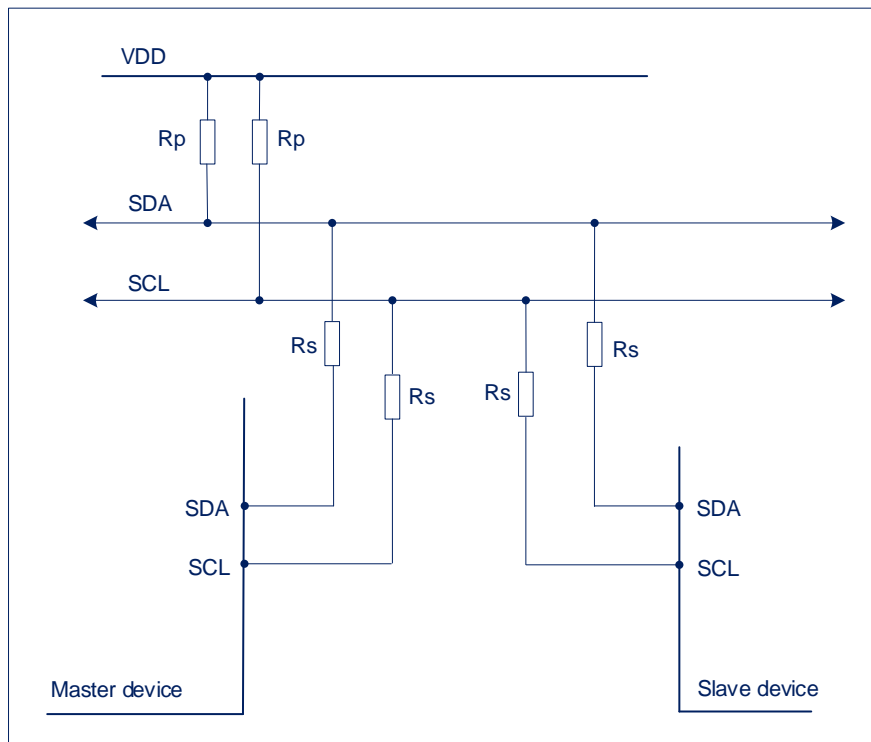 VDD
Rp
Rp
SDA
SCL
Rs
Rs
Rs
Rs
SDA
SDA
SCL
SCL
Master device
Slave device